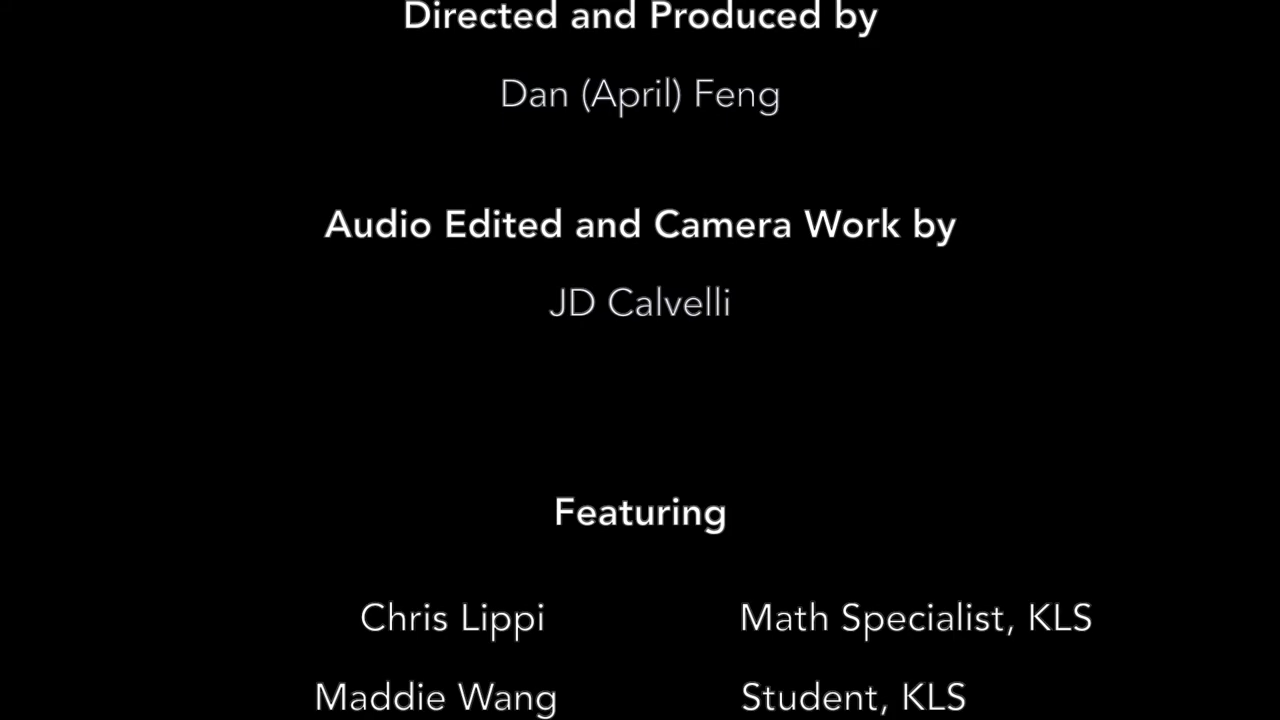 Directed and Produced by
Dan (April) Feng
Audio Edited and Camera Work by
JD Calvelli
Featuring
Chris Lippi Math Specialist, KLS
Maddie Wang Student, KLS